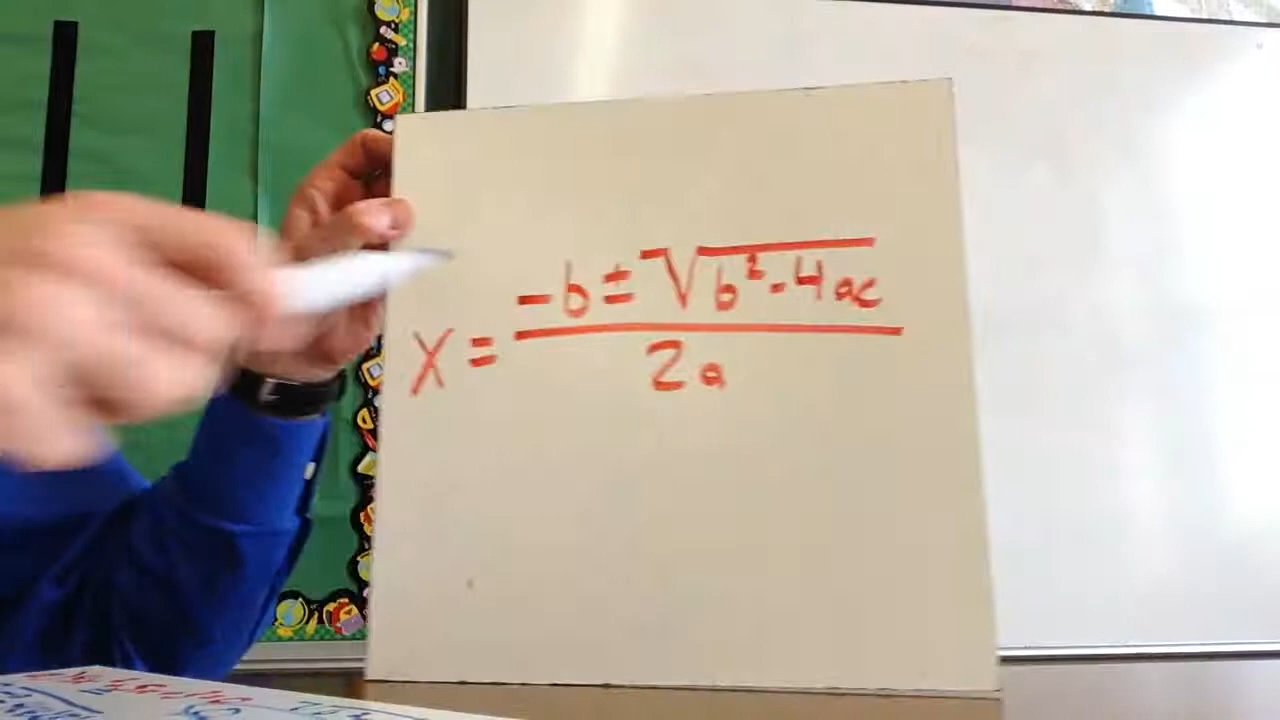 x = -b ± √b² - 4ac
2a